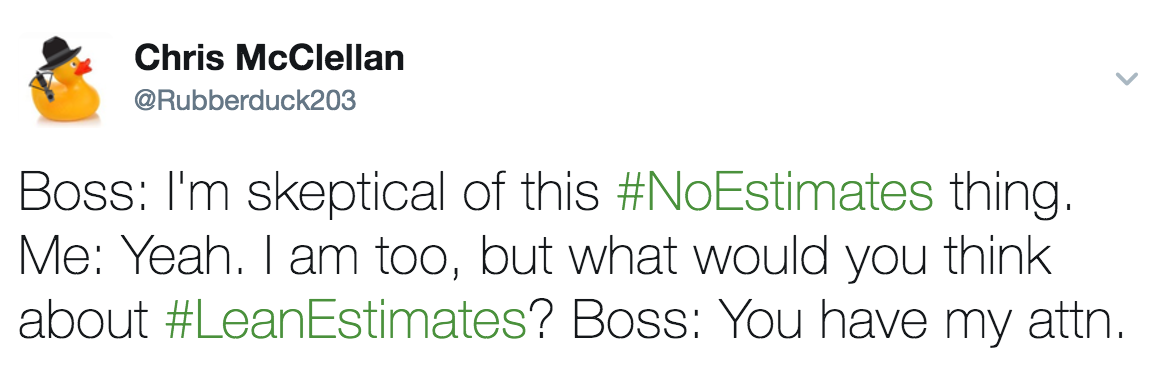 Chris McClellan
@Rubberduck203
Boss: I'm skeptical of this #NoEstimates thing.
Me: Yeah. I am too, but what would you think
about #LeanEstimates? Boss: You have my attn.